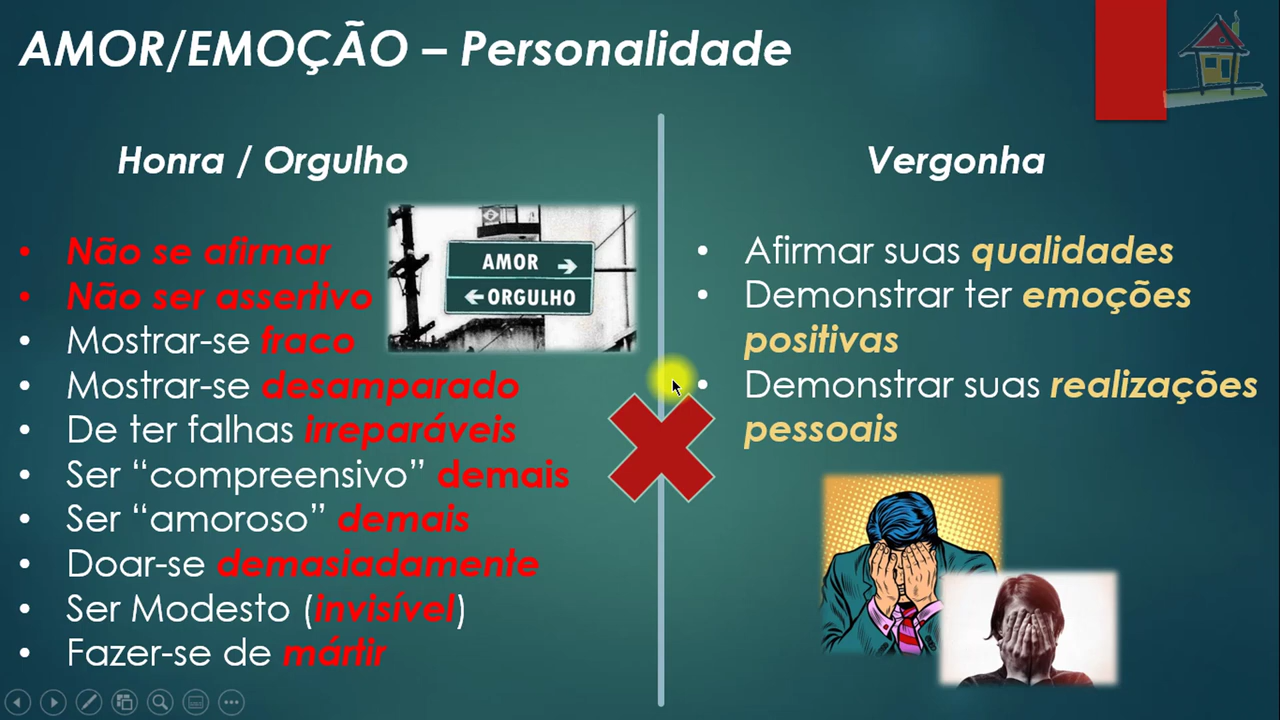 AMOR/EMOÇÃO – Personalidade
Honra / Orgulho
• Não se afirmar
• Não ser assertivo
• Mostrar-se fraco
• Mostrar-se desamparado
• De ter falhas irreparáveis
• Ser “compreensivo” demais
• Ser “amoroso” demais
• Doar-se demasiadamente
• Ser Modesto (invisível)
• Fazer-se de mártir
AMOR →
← ORGULHO
Vergonha
• Afirmar suas qualidades
• Demonstrar ter emoções
positivas
• Demonstrar suas realizações
pessoais